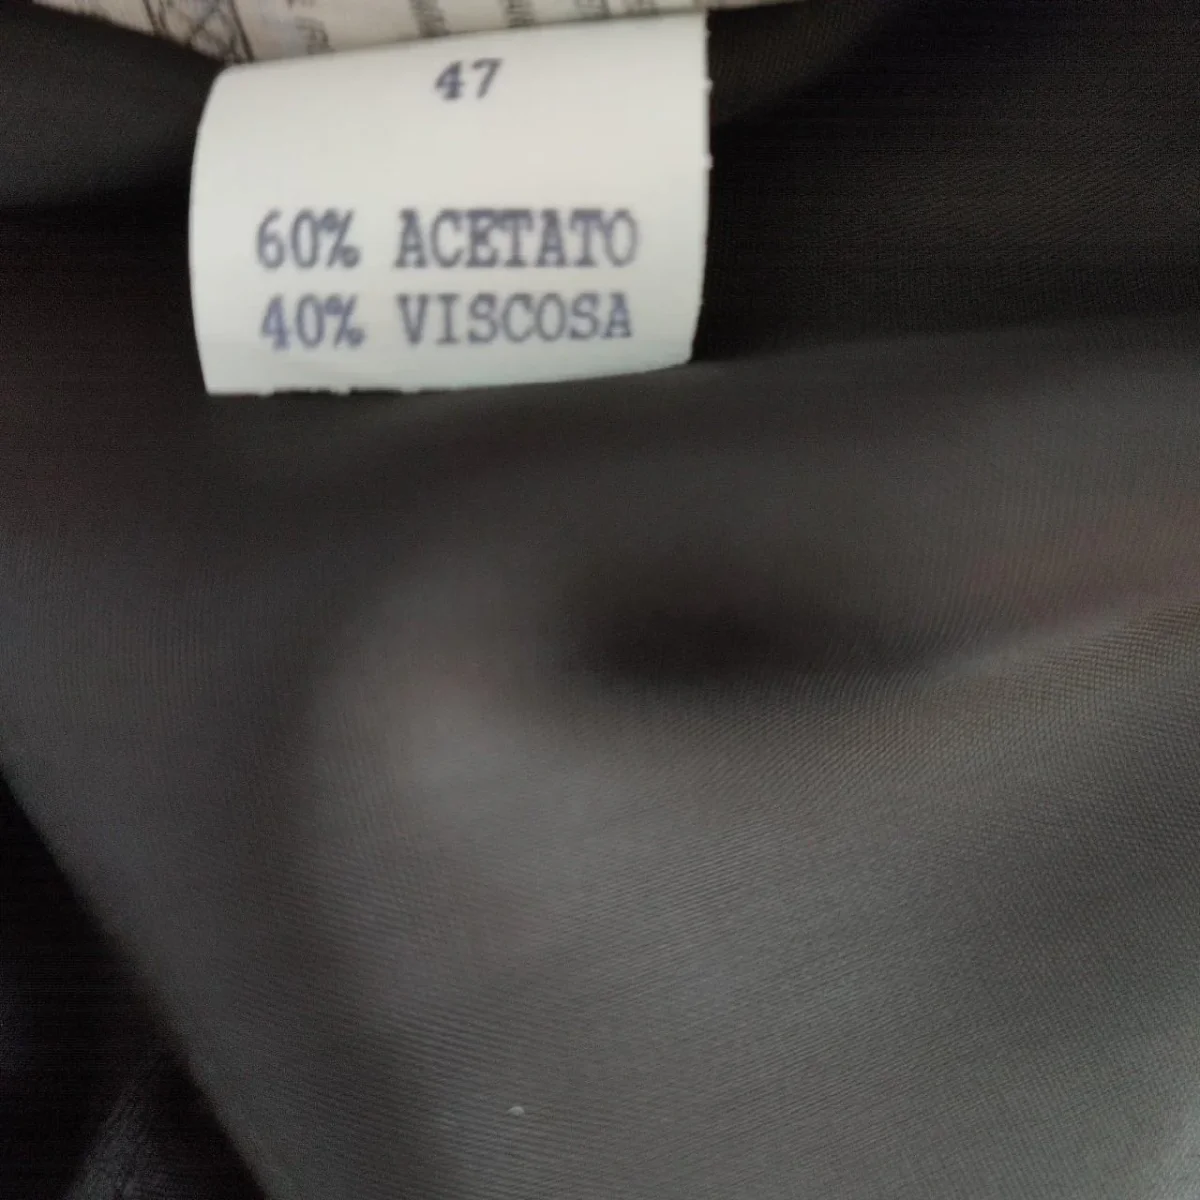 47
60% ACETATO
40% VISCOSA